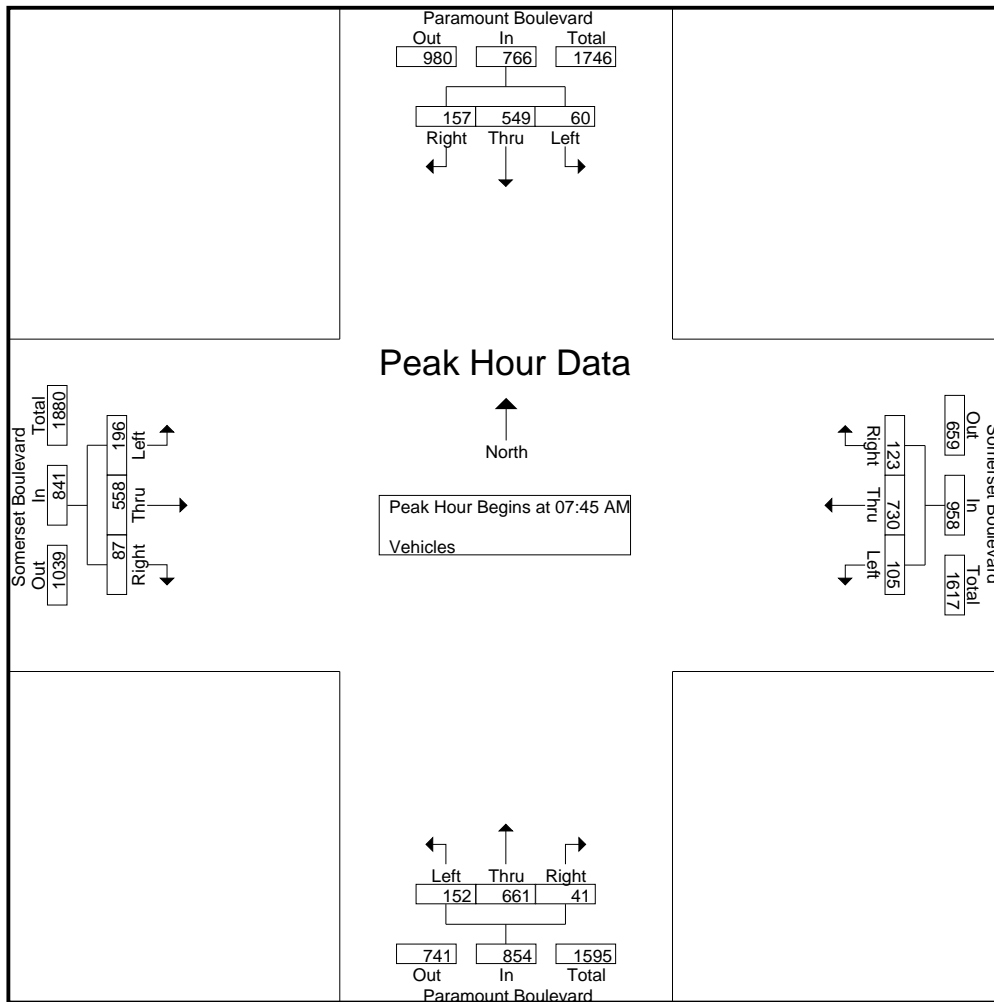 Paramount Boulevard
Out In Total
980 766 1746
157 549 60
Right Thru Left
Peak Hour Data
North
Peak Hour Begins at 07:45 AM
Vehicles
Somerset Boulevard
Total In Out
1880 841 1039
196 558 87
Left Thru Right
Right Thru Left
123 730 105
659 958 1617
Out In Total
Somerset Boulevard
Left Thru Right
152 661 41
741 854 1595
Out In Total
Paramount Boulevard